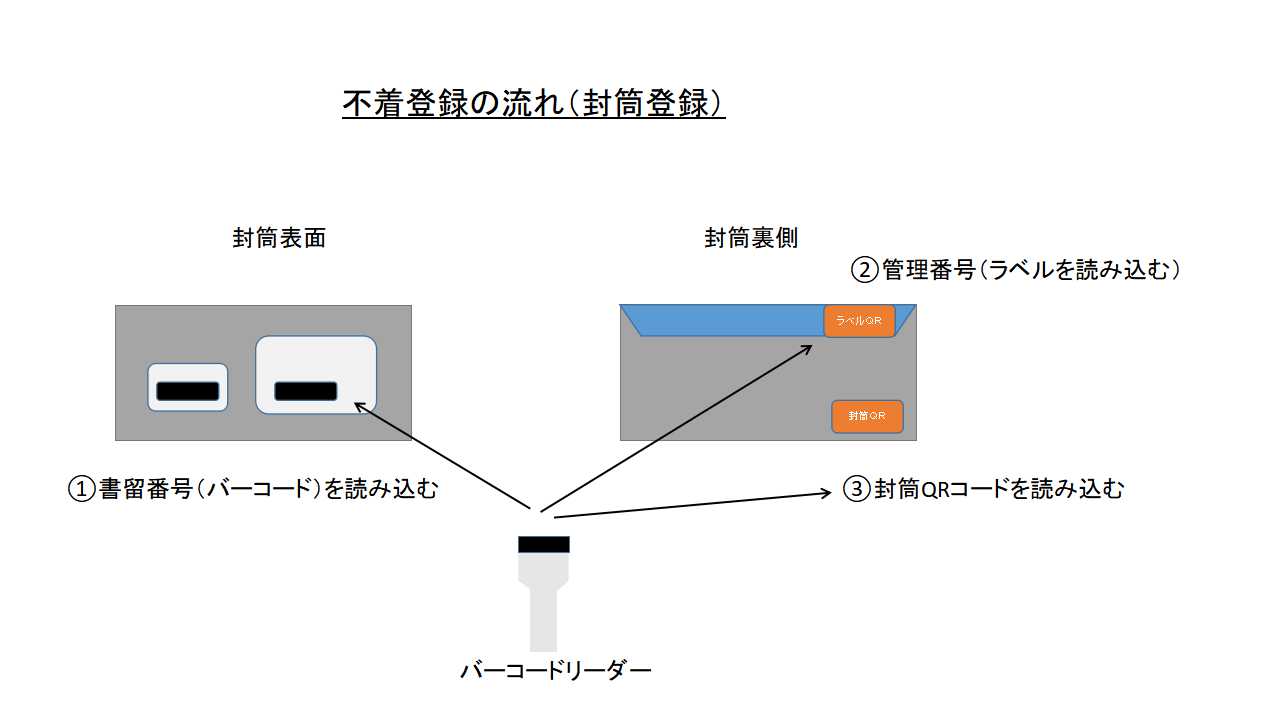 不着登録の流れ（封筒登録）
封筒表面
封筒裏側
②管理番号（ラベルを読み込む）
ラベルQR
封筒QR
①書留番号（バーコード）を読み込む
③封筒QRコードを読み込む
バーコードリーダー